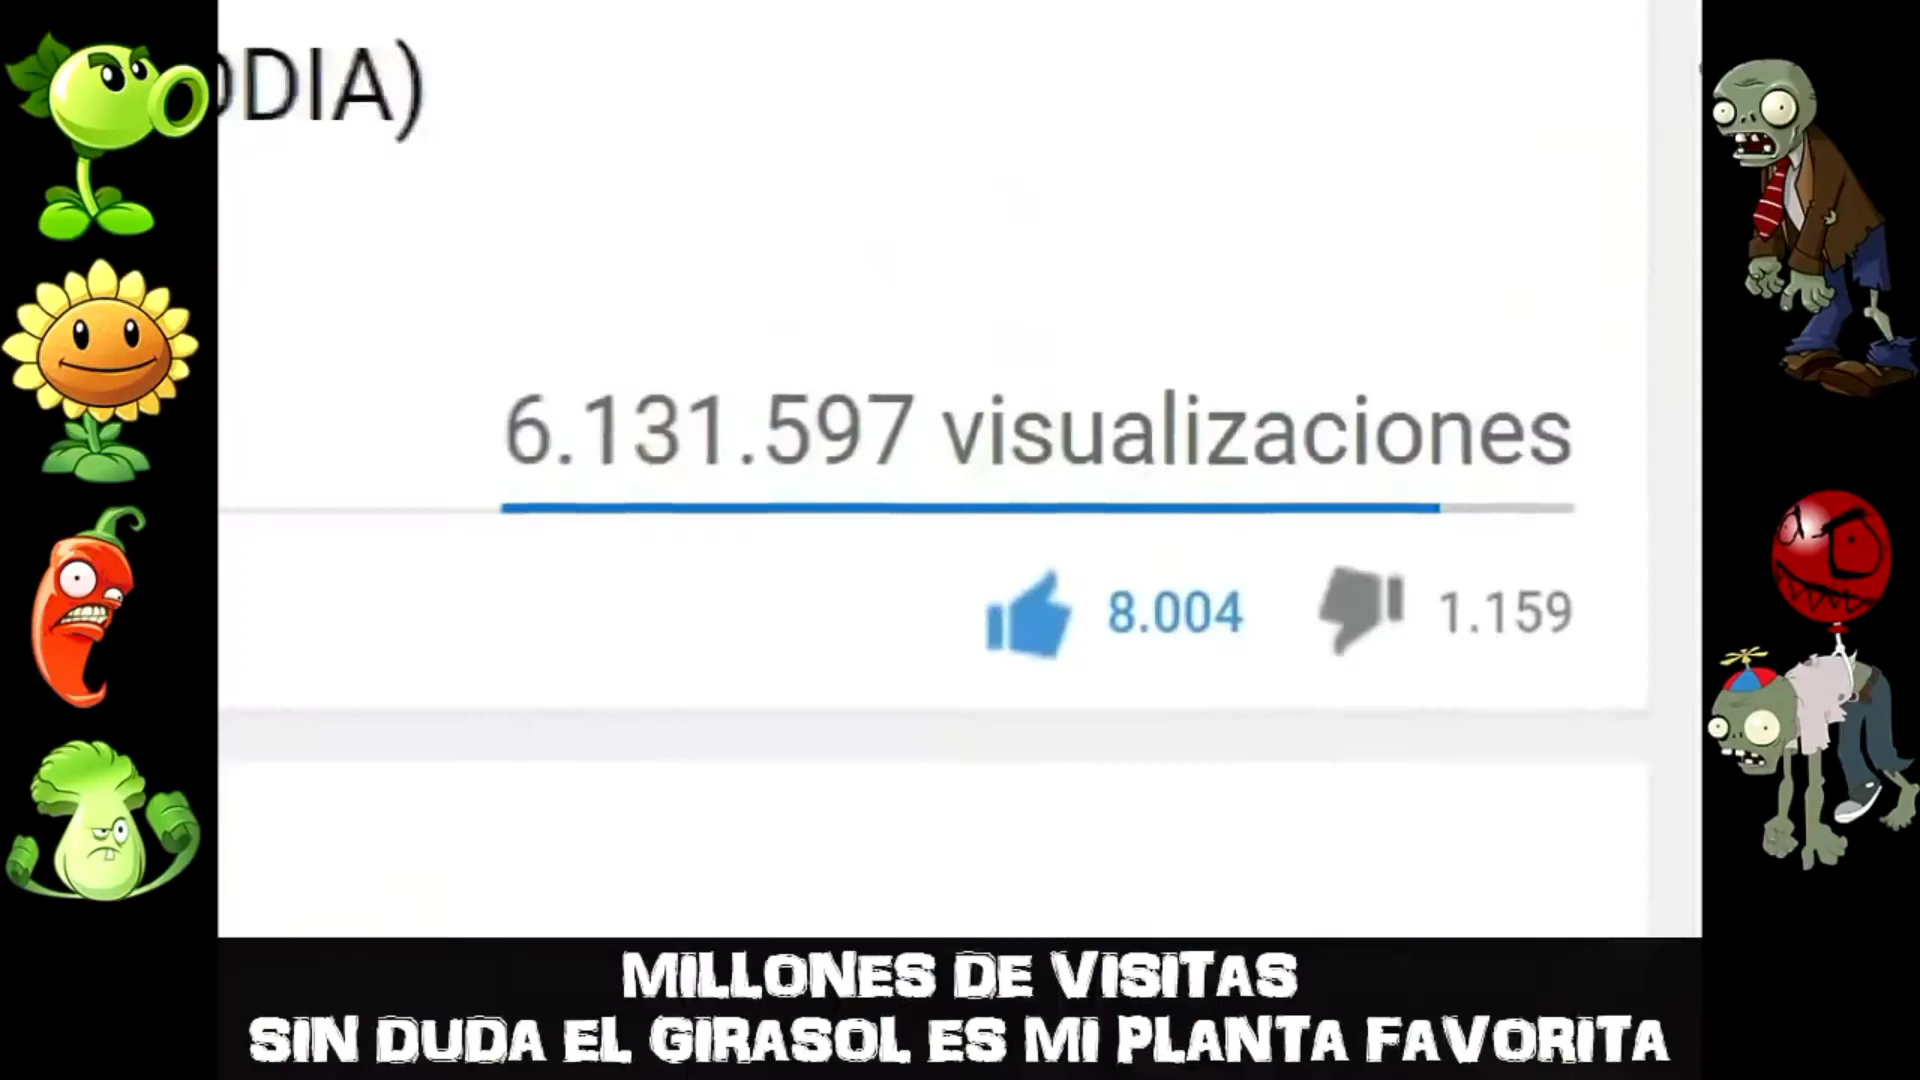 ODIA)
6.131.597 visualizaciones
8.004 1.159
MILLONES DE VISITAS
SIN DUDA EL GIRASOL ES MI PLANTA FAVORITA